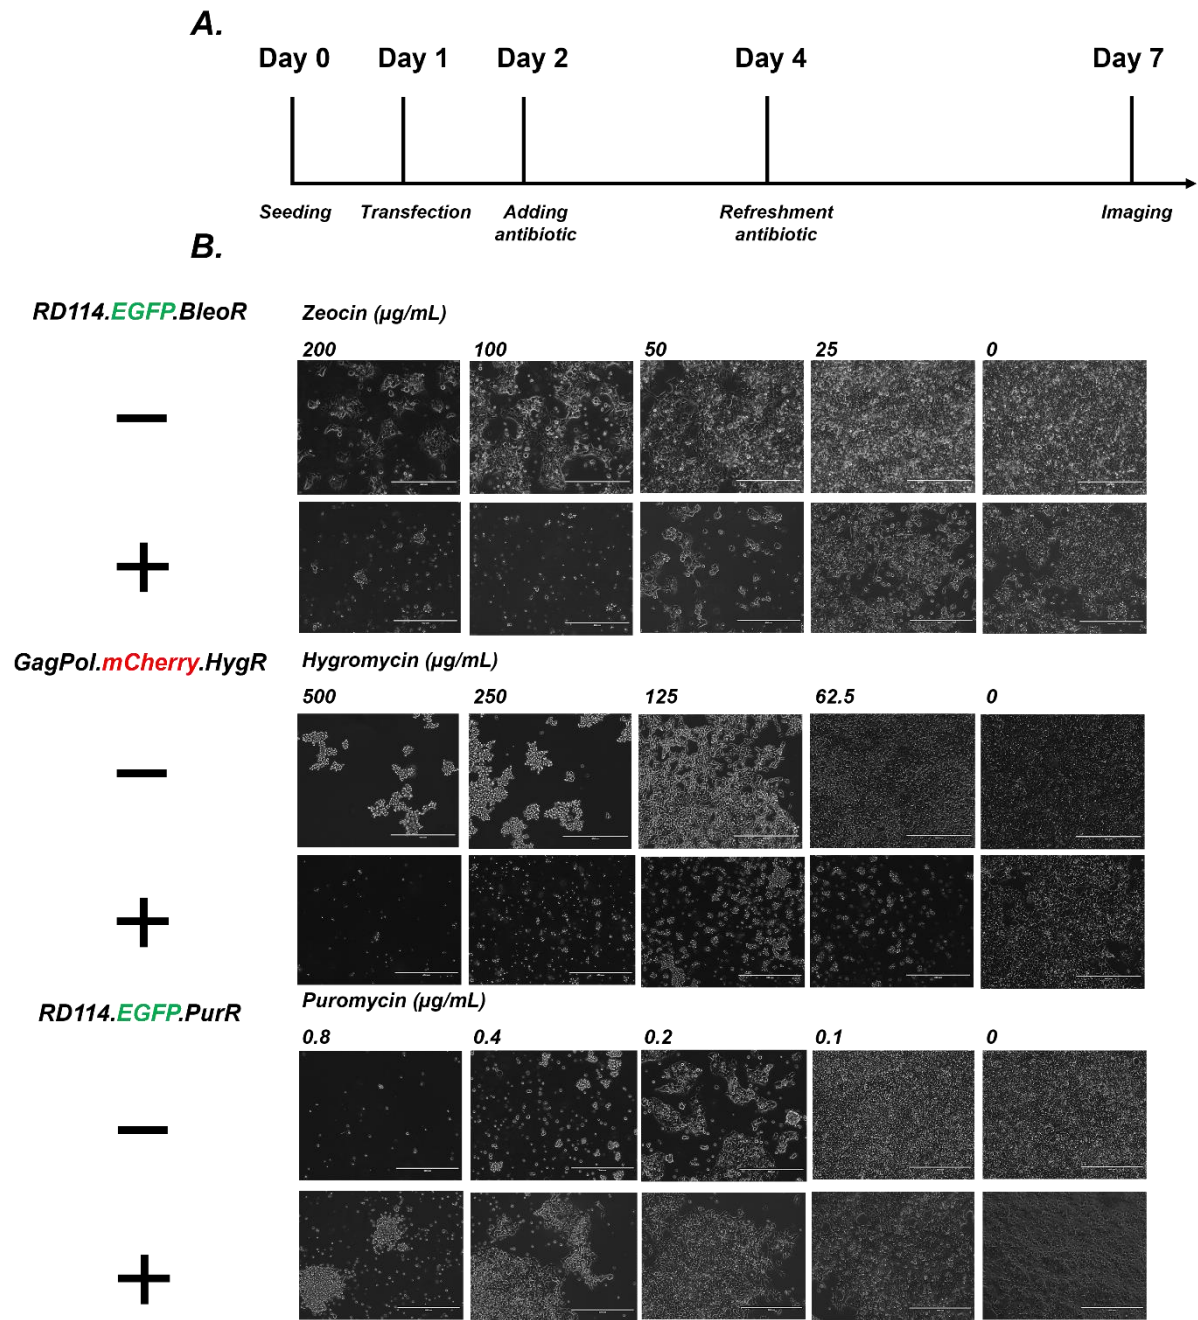 A.
Day 0 Day 1 Day 2 Day 4 Day 7
Seeding Transfection Adding antibiotic Refreshment antibiotic Imaging
B.
RD114.EGFP.BleoR
Zeocin (µg/mL)
200 100 50 25 0
−
+
GagPol.mCherry.HygR
Hygromycin (µg/mL)
500 250 125 62.5 0
−
+
RD114.EGFP.PurR
Puromycin (µg/mL)
0.8 0.4 0.2 0.1 0
−
+